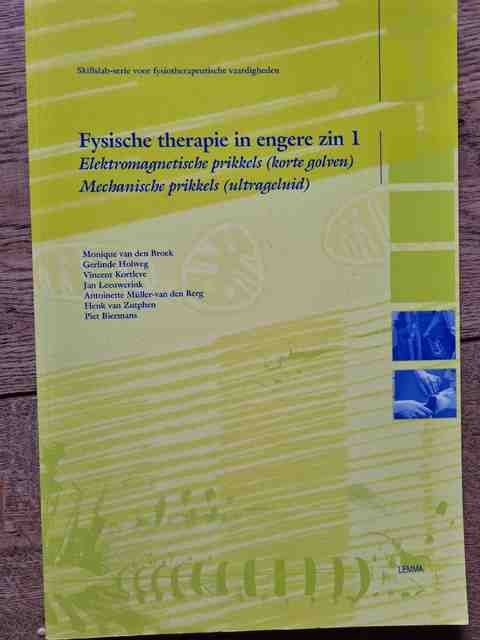 Skillslab-serie voor fysiotherapeutische vaardigheden
Fysische therapie in engere zin 1
Elektromagnetische prikkels (korte golven)
Mechanische prikkels (ultrageluid)
Monique van den Broek
Gerlinde Holweg
Vincent Kortleve
Jan Leeuwerink
Antoinette Müller-van den Berg
Henk van Zutphen
Piet Biermans
LEMMA